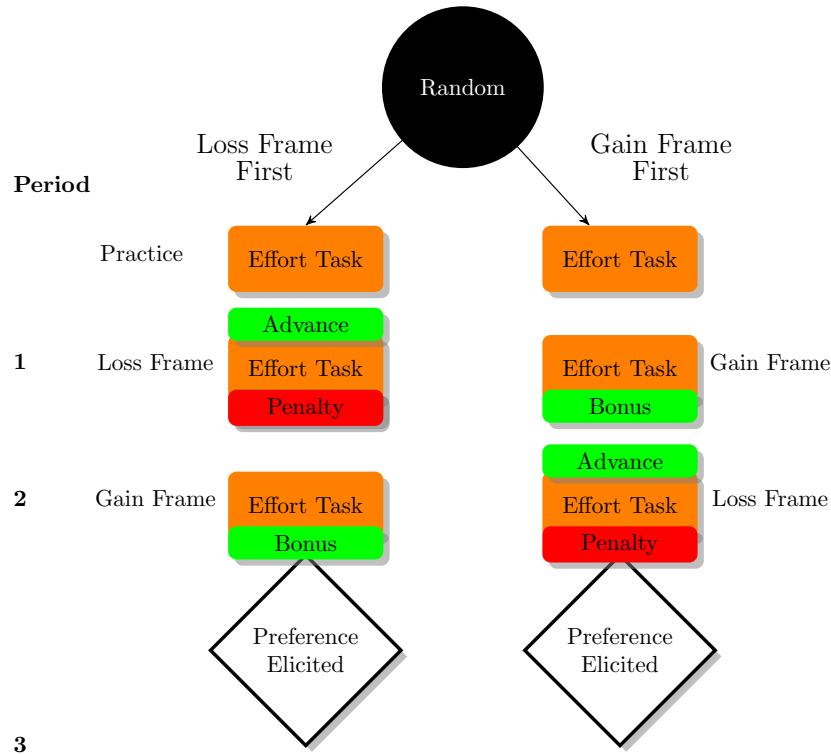 Random
Loss Frame
First
Gain Frame
First
Period
Practice
Effort Task
Effort Task
Advance
1
Loss Frame
Effort Task
Effort Task
Gain Frame
Penalty
Bonus
Advance
2
Gain Frame
Effort Task
Effort Task
Loss Frame
Bonus
Penalty
Preference
Elicited
Preference
Elicited
3